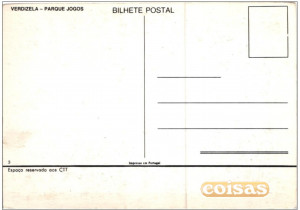 VERDIZELA - PARQUE JOGOS
BILHETE POSTAL
Impresso em Portugal
Espaço reservado aos CTT
coisas